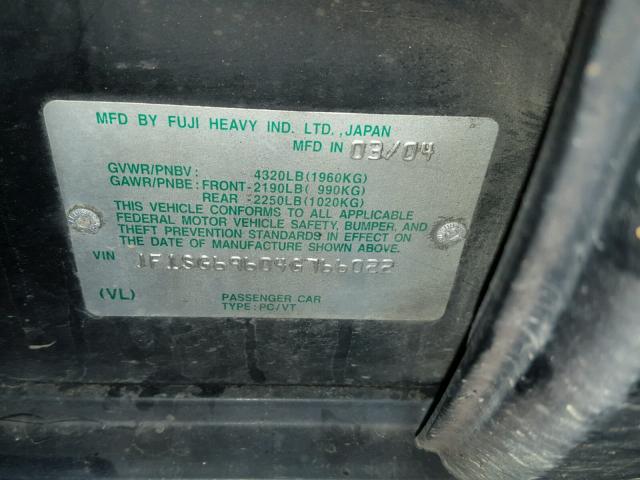 MFD BY FUJI HEAVY IND. LTD.,JAPAN
MFD IN 03/04
GVWR/PNBV: 4320LB(1960KG)
GAWR/PNBE:FRONT-2190LB( 990KG)
REAR -2250LB(1020KG)
THIS VEHICLE CONFORMS TO ALL APPLICABLE
FEDERAL MOTOR VEHICLE SAFETY, BUMPER, AND
THEFT PREVENTION STANDARDS IN EFFECT ON
THE DATE OF MANUFACTURE SHOWN ABOVE.
VIN JF1SG69604G766022
(VL) PASSENGER CAR
TYPE:PC/VT